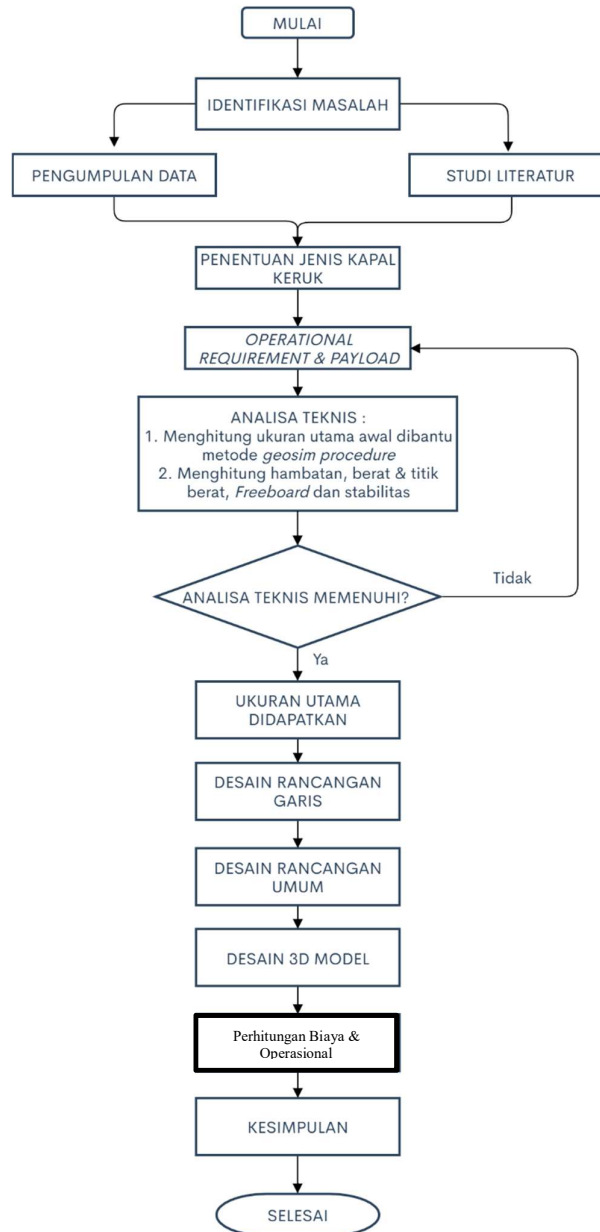 MULAI
IDENTIFIKASI MASALAH
PENGUMPULAN DATA
STUDI LITERATUR
PENENTUAN JENIS KAPAL
KERUK
OPERATIONAL
REQUIREMENT & PAYLOAD
ANALISA TEKNIS :
1. Menghitung ukuran utama awal dibantu
metode geosim procedure
2. Menghitung hambatan, berat & titik
berat, Freeboard dan stabilitas
ANALISA TEKNIS MEMENUHI?
Tidak
Ya
UKURAN UTAMA
DIDAPATKAN
DESAIN RANCANGAN
GARIS
DESAIN RANCANGAN
UMUM
DESAIN 3D MODEL
Perhitungan Biaya &
Operasional
KESIMPULAN
SELESAI